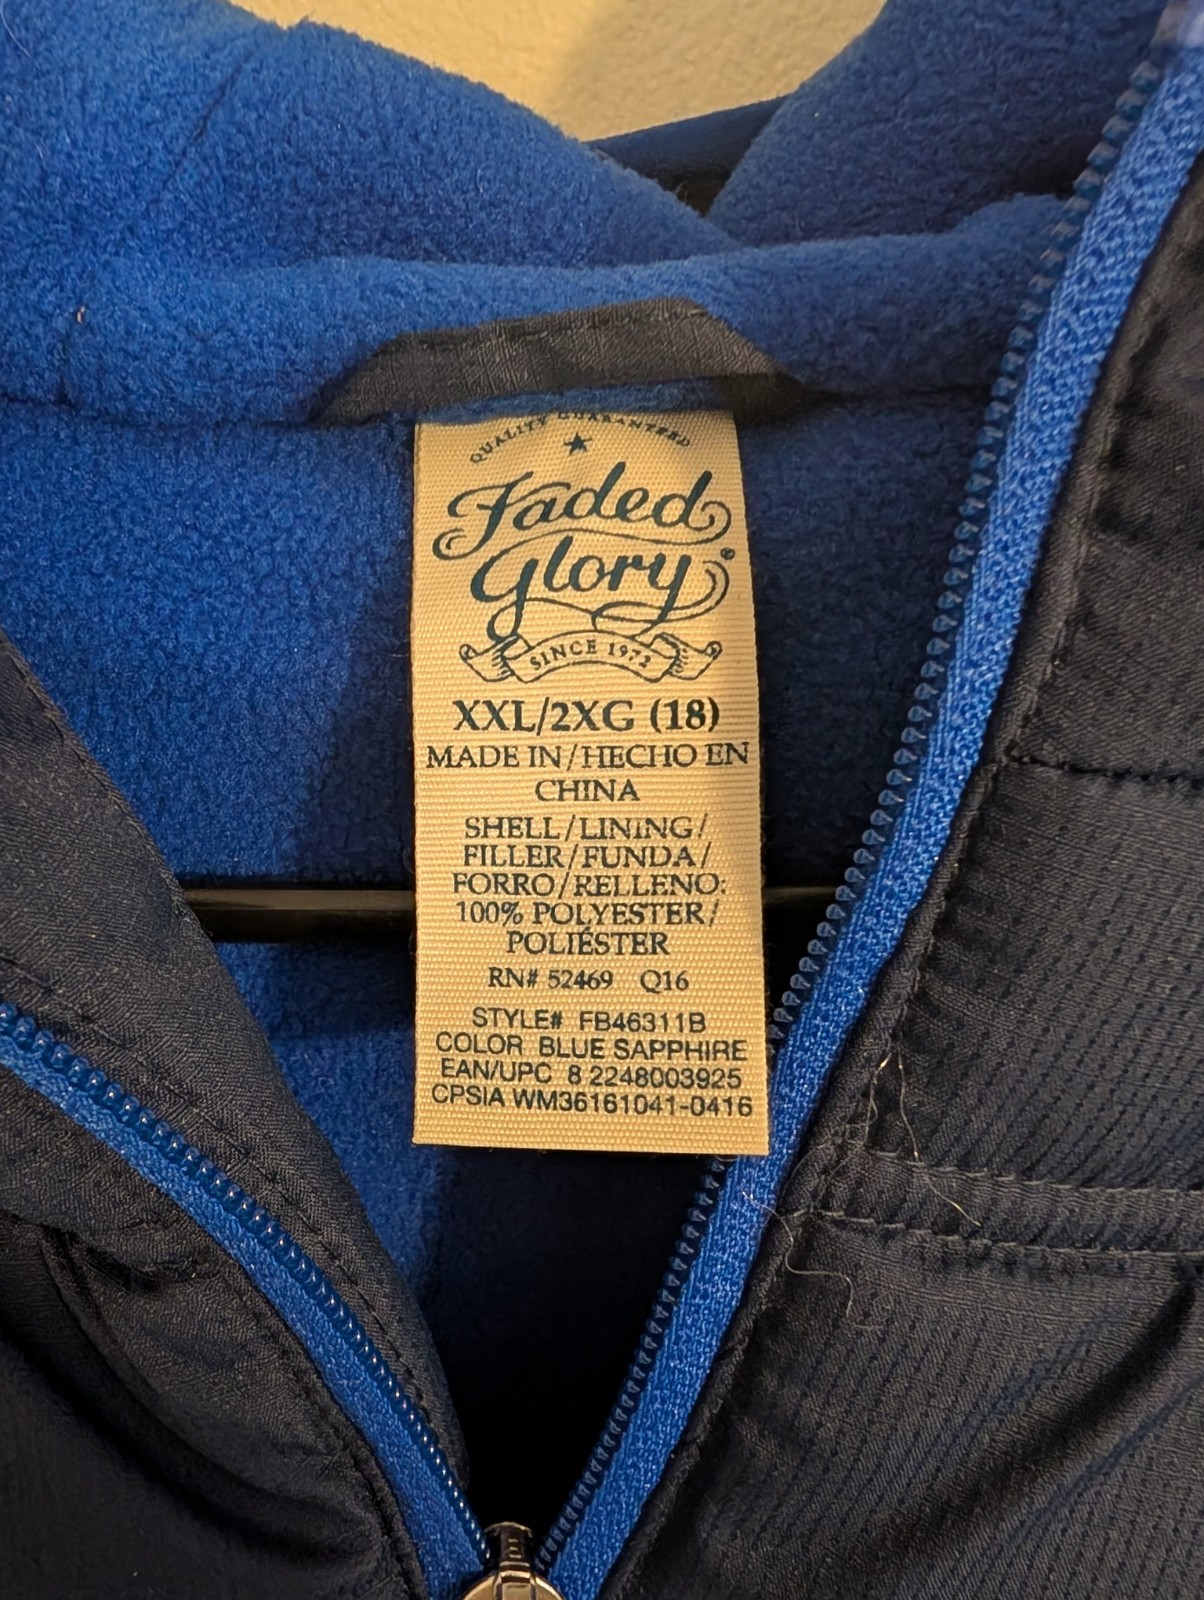 QUALITY GUARANTEED
Faded
Glory®
SINCE 1972
XXL/2XG (18)
MADE IN/HECHO EN
CHINA
SHELL/LINING/
FILLER/FUNDA/
FORRO/RELLENO:
100% POLYESTER/
POLIÉSTER
RN# 52469 Q16
STYLE# FB46311B
COLOR BLUE SAPPHIRE
EAN/UPC 8 2248003925
CPSIA WM36161041-0416